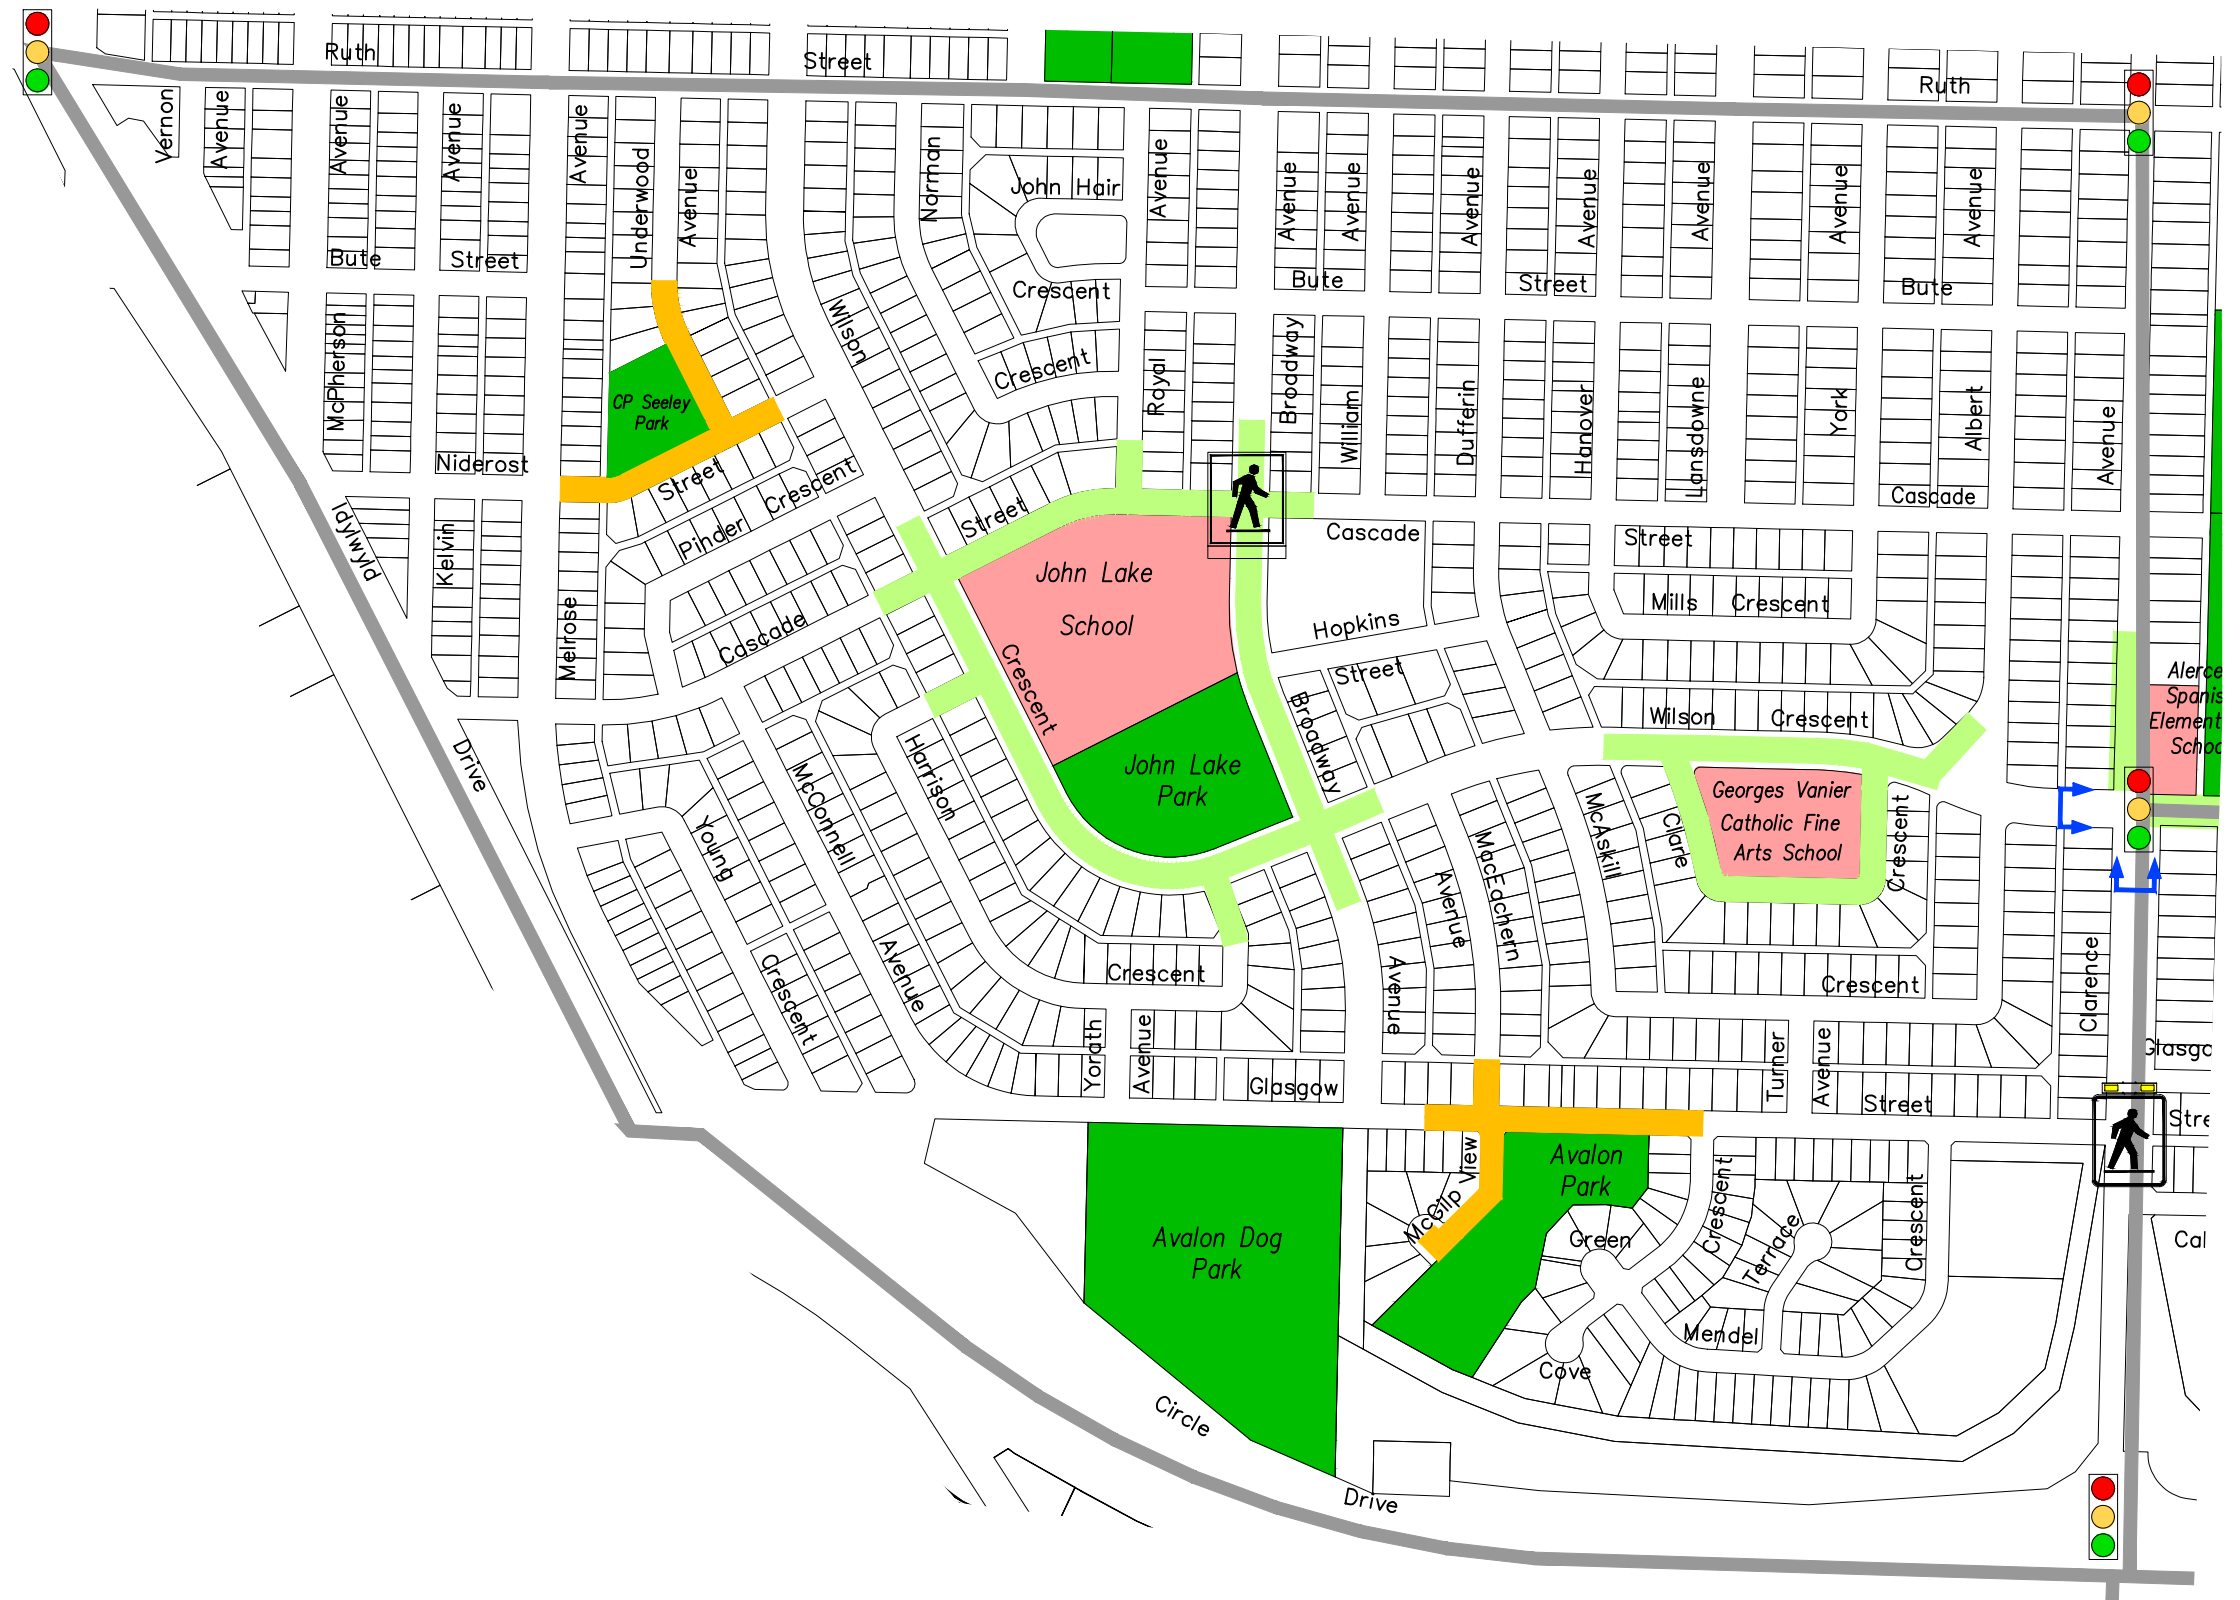 Ruth
Street
Ruth
Vernon
Avenue
Avenue
Avenue
Avenue
Underwood
Avenue
Norman
John Hair
Avenue
Avenue
Avenue
Avenue
Avenue
Avenue
Avenue
Avenue
Bute
Street
Crescent
Bute
Street
Bute
McPherson
Wilson
Crescent
Royal
Broadway
William
Dufferin
Hanover
Lansdowne
York
Albert
Avenue
CP Seeley
Park
Niderost
Street
Crescent
Pinder
Street
Cascade
Cascade
Street
Idylwyld
Kelvin
Melrose
Cascade
John Lake
School
Crescent
Hopkins
Street
Mills
Crescent
Wilson
Crescent
Broadway
Drive
Young
McConnell
Harrison
John Lake
Park
McAskill
Clare
Georges Vanier
Catholic Fine
Arts School
Crescent
MacEachern
Avenue
Avenue
Crescent
Avenue
Crescent
Crescent
Clarence
Yorath
Avenue
Glasgow
Turner
Avenue
Street
McGilp View
Avalon
Park
Avalon Dog
Park
Green
Crescent
Terrace
Crescent
Mendel
Cove
Circle
Drive